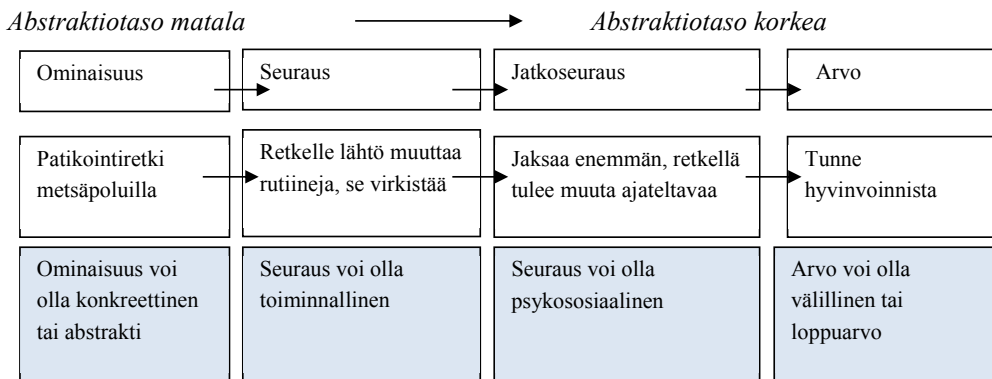 Abstraktiotaso matala
Abstraktiotaso korkea
Ominaisuus
Seuraus
Jatkoseuraus
Arvo
Patikointiretki
metsäpoluilla
Retkelle lähtö muuttaa
rutiineja, se virkistää
Jaksaa enemmän, retkellä
tulee muuta ajateltavaa
Tunne
hyvinvoinnista
Ominaisuus voi
olla konkreettinen
tai abstrakti
Seuraus voi olla
toiminnallinen
Seuraus voi olla
psykososiaalinen
Arvo voi olla
välillinen tai
loppuarvo